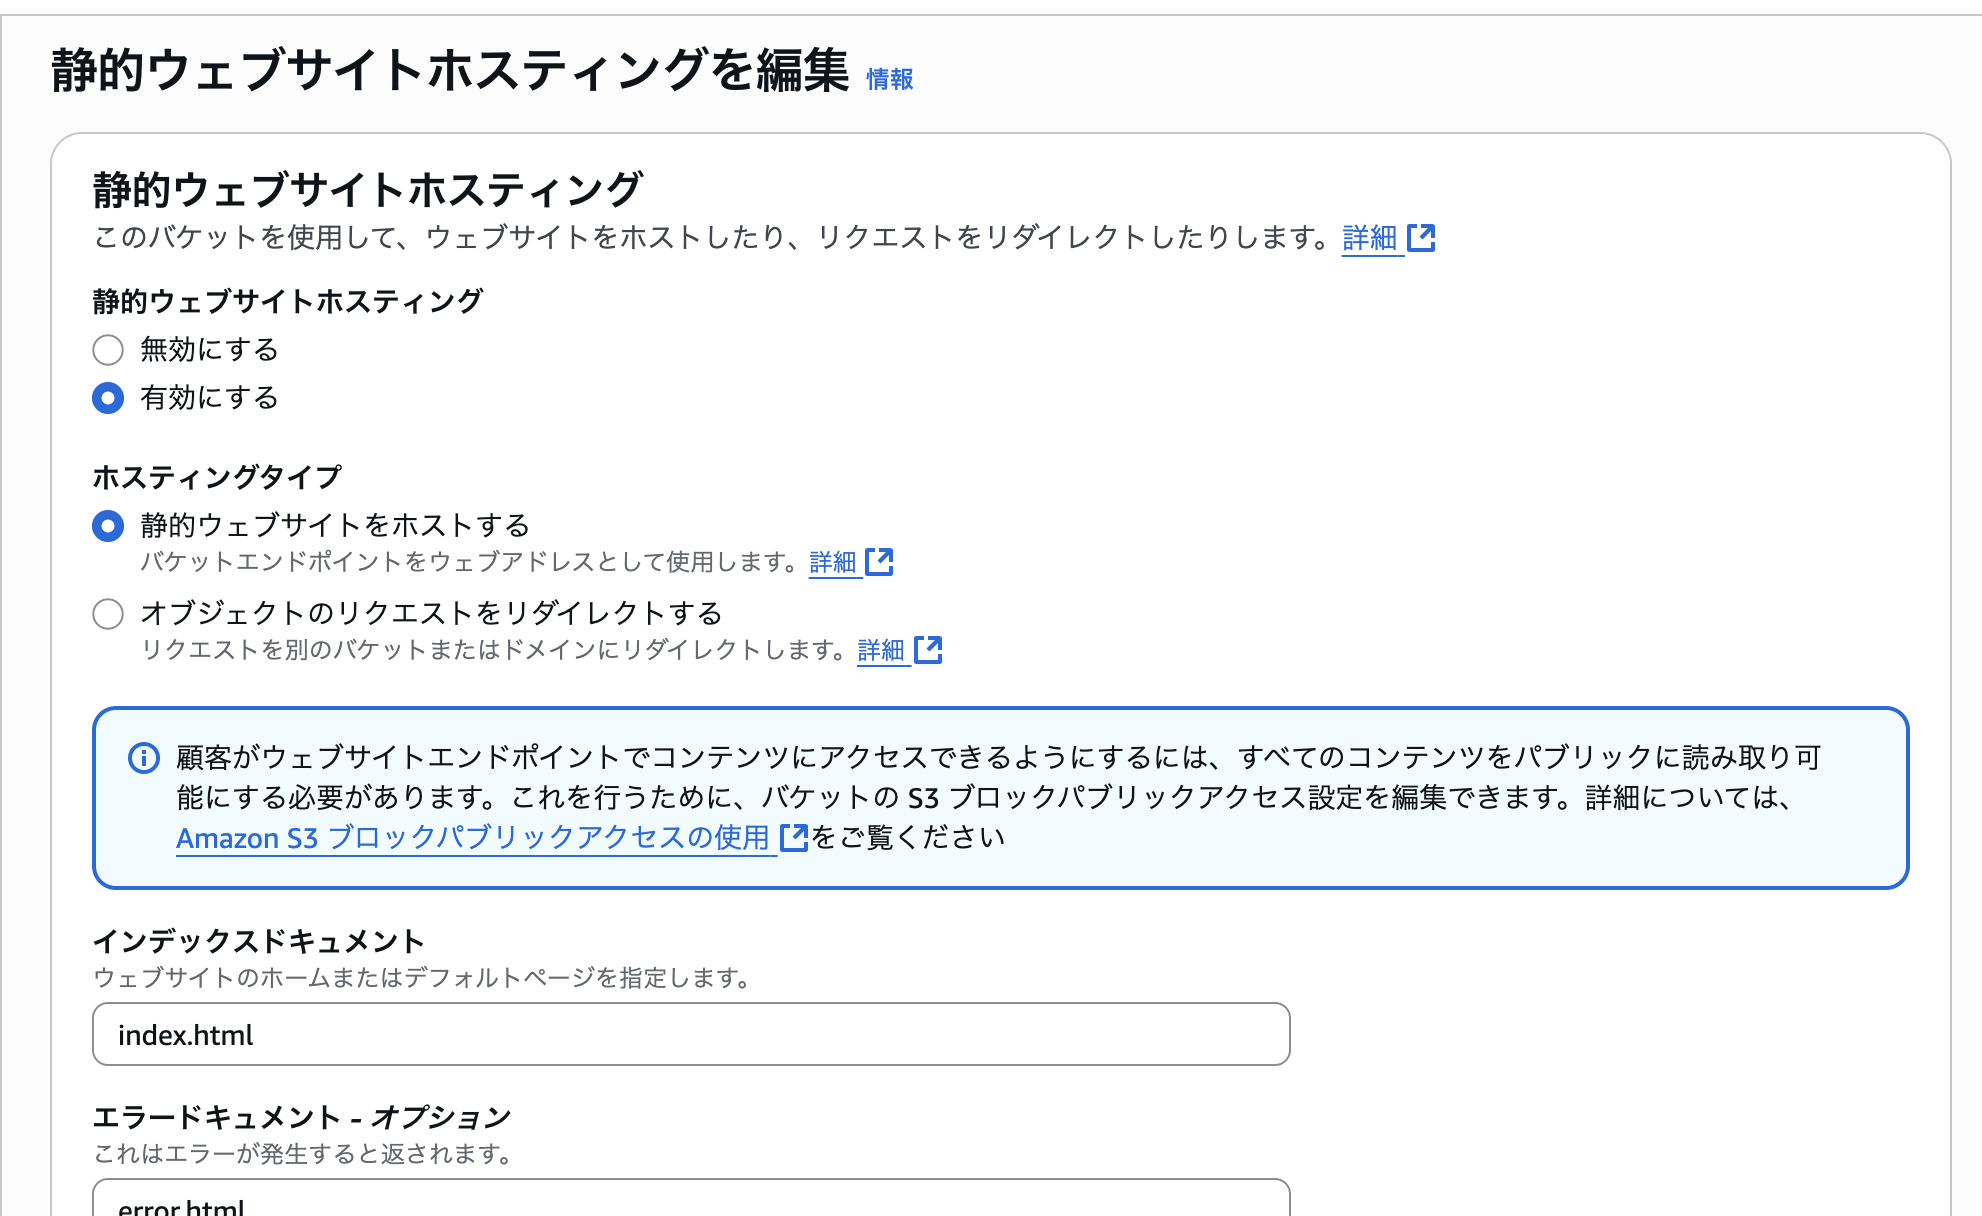 静的ウェブサイトホスティングを編集 情報
静的ウェブサイトホスティング
このバケットを使用して、ウェブサイトをホストしたり、リクエストをリダイレクトしたりします。詳細
静的ウェブサイトホスティング
無効にする
有効にする
ホスティングタイプ
静的ウェブサイトをホストする
バケットエンドポイントをウェブアドレスとして使用します。詳細
オブジェクトのリクエストをリダイレクトする
リクエストを別のバケットまたはドメインにリダイレクトします。詳細
顧客がウェブサイトエンドポイントでコンテンツにアクセスできるようにするには、すべてのコンテンツをパブリックに読み取り可
能にする必要があります。これを行うために、バケットの S3 ブロックパブリックアクセス設定を編集できます。詳細については、
Amazon S3 ブロックパブリックアクセスの使用 をご覧ください
インデックスドキュメント
ウェブサイトのホームまたはデフォルトページを指定します。
index.html
エラードキュメント - オプション
これはエラーが発生すると返されます。
error.html